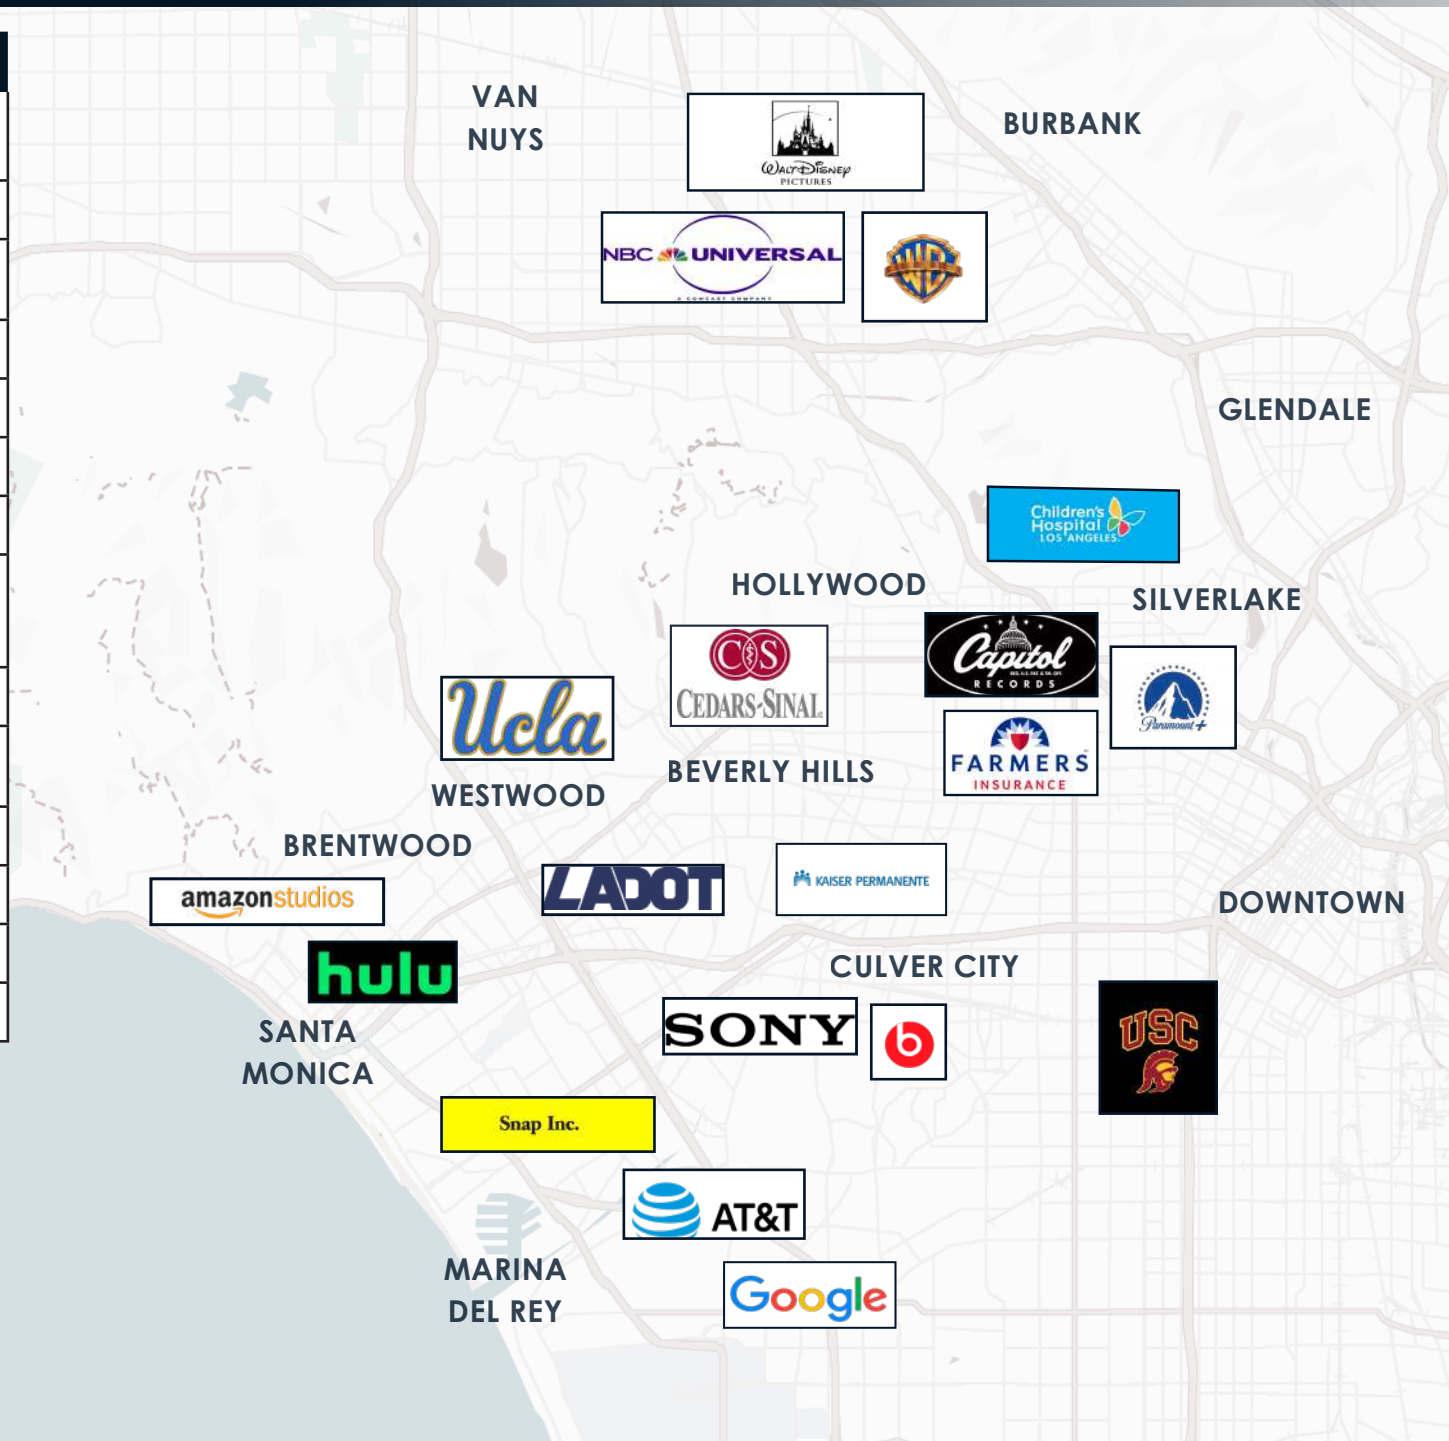 VAN
NUYS
BURBANK
WALT DISNEY
PICTURES
NBC UNIVERSAL
A COMCAST COMPANY
WB
GLENDALE
Children's
Hospital
LOS ANGELES
HOLLYWOOD
SILVERLAKE
CS
CEDARS-SINAI
Capitol
RECORDS
Paramount +
Ucla
FARMERS
INSURANCE
BEVERLY HILLS
WESTWOOD
BRENTWOOD
amazonstudios
LADOT
KAISER PERMANENTE
DOWNTOWN
hulu
CULVER CITY
SANTA
MONICA
SONY
b
USC
Snap Inc.
AT&T
MARINA
DEL REY
Google